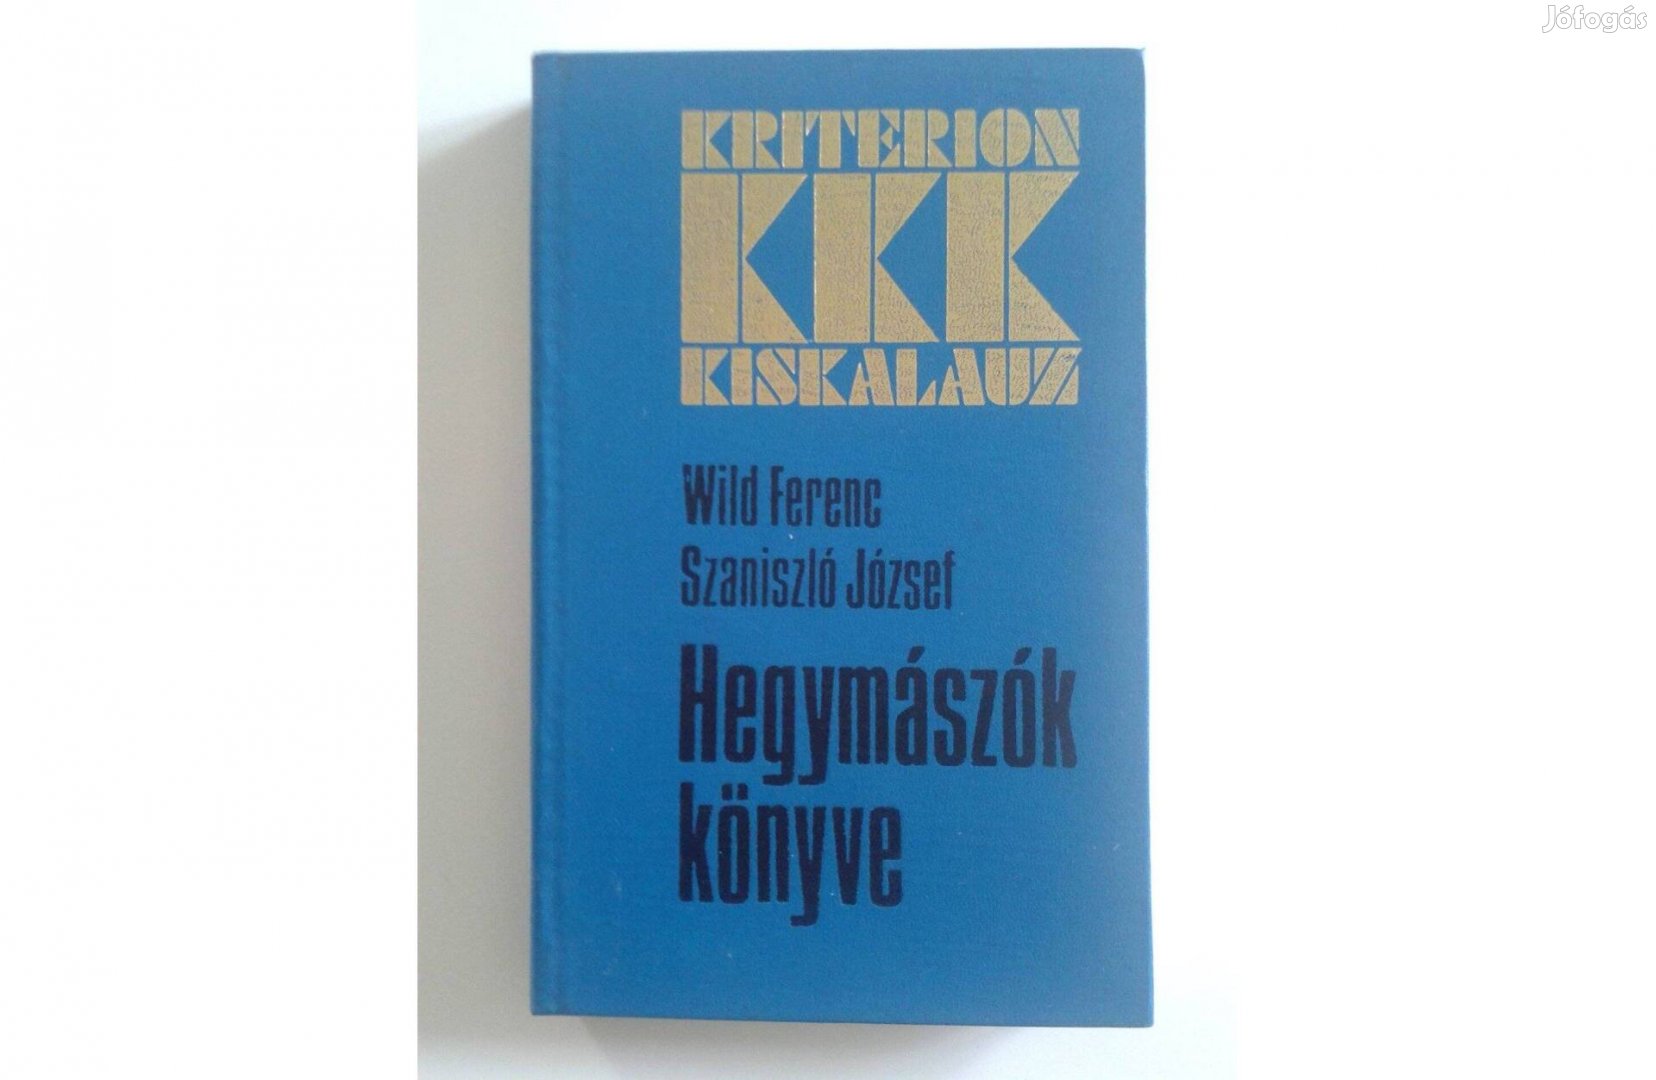 Jófogás
KRITERION
KKK
KISKALAUZ
Wild Ferenc
Szaniszló József
Hegymászók
könyve